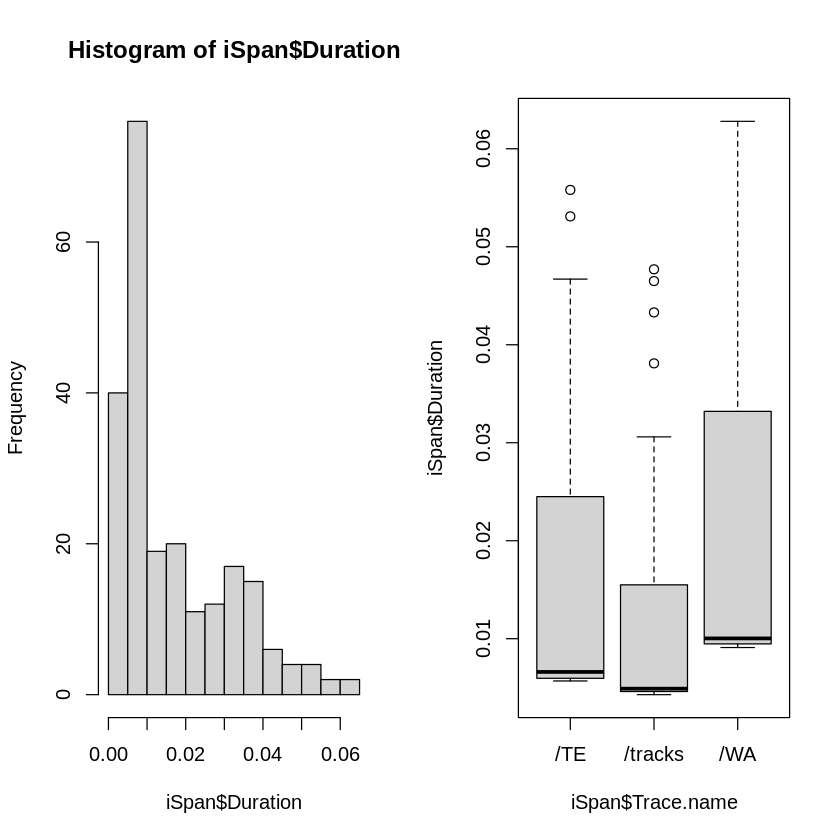 Histogram of iSpan$Duration
Frequency
0
20
40
60
0.00
0.02
0.04
0.06
iSpan$Duration
iSpan$Duration
0.01
0.02
0.03
0.04
0.05
0.06
/TE
/tracks
/WA
iSpan$Trace.name